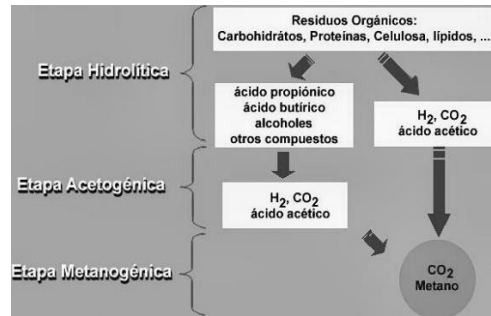 Residuos Orgánicos:
Carbohidrátos, Proteínas, Celulosa, lípidos, ...
Etapa Hidrolítica
ácido propiónico
ácido butírico
alcoholes
otros compuestos
H2, CO2
ácido acético
Etapa Acetogénica
H2, CO2
ácido acético
Etapa Metanogénica
CO2
Metano